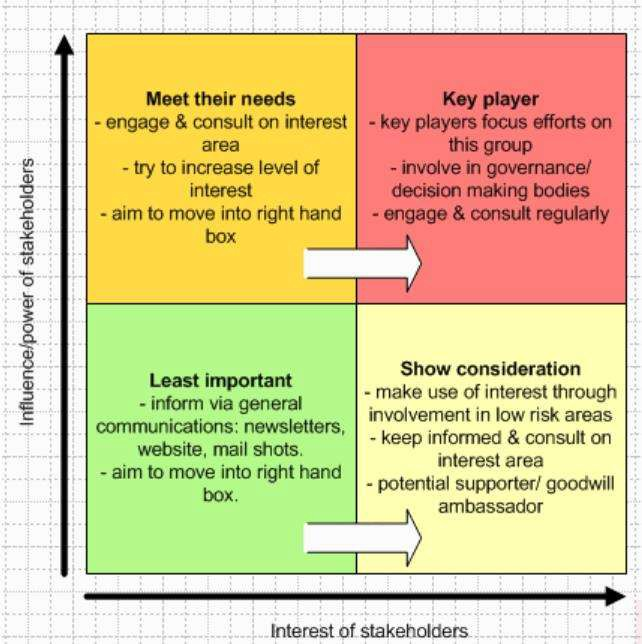 Influence/power of stakeholders
Meet their needs
- engage & consult on interest
area
- try to increase level of
interest
- aim to move into right hand
box
Key player
- key players focus efforts on
this group
- involve in governance/
decision making bodies
- engage & consult regularly
Least important
- inform via general
communications: newsletters,
website, mail shots.
- aim to move into right hand
box.
Show consideration
- make use of interest through
involvement in low risk areas
- keep informed & consult on
interest area
- potential supporter/ goodwill
ambassador
Interest of stakeholders